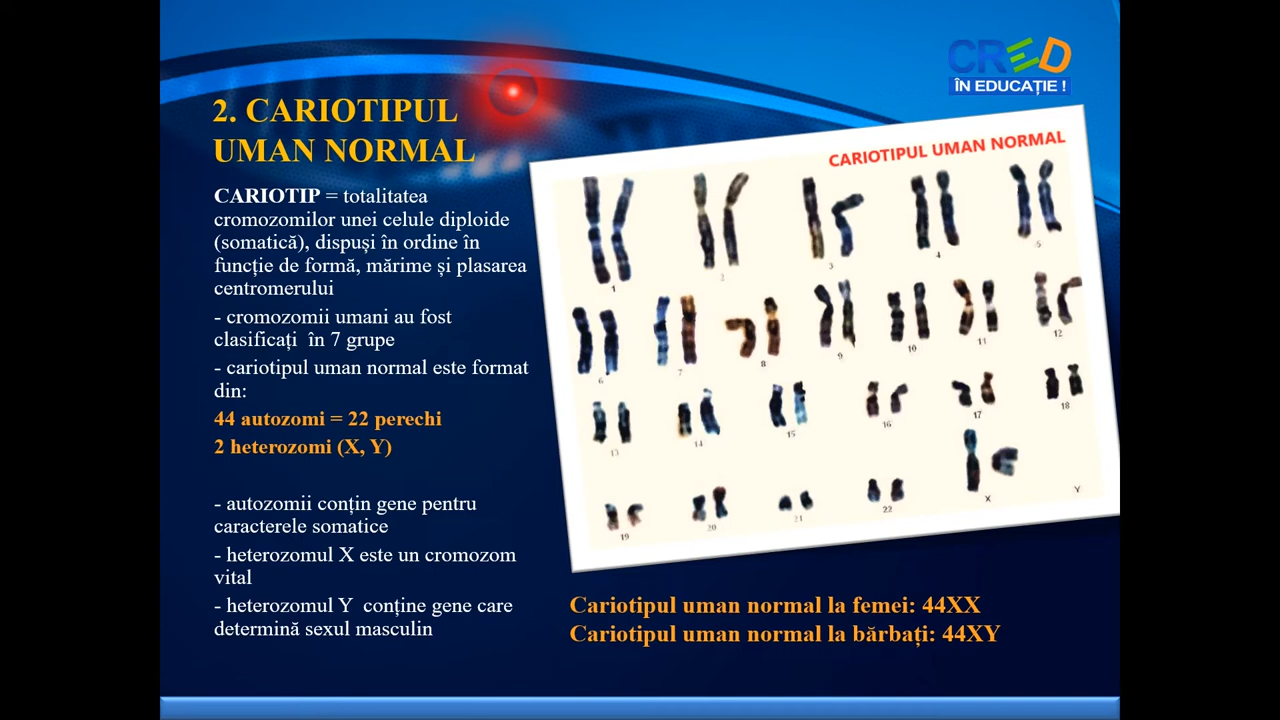 CRED
ÎN EDUCAȚIE !
2. CARIOTIPUL
UMAN NORMAL
CARIOTIP = totalitatea
cromozomilor unei celule diploide
(somatică), dispuși în ordine în
funcție de formă, mărime și plasarea
centromerului
- cromozomii umani au fost
clasificați în 7 grupe
- cariotipul uman normal este format
din:
44 autozomi = 22 perechi
2 heterozomi (X, Y)
- autozomii conțin gene pentru
caracterele somatice
- heterozomul X este un cromozom
vital
- heterozomul Y conține gene care
determină sexul masculin
CARIOTIPUL UMAN NORMAL
1 2 3 4 5
6 7 8 9 10 11 12
13 14 15 16 17 18
19 20 21 22 X Y
Cariotipul uman normal la femei: 44XX
Cariotipul uman normal la bărbați: 44XY